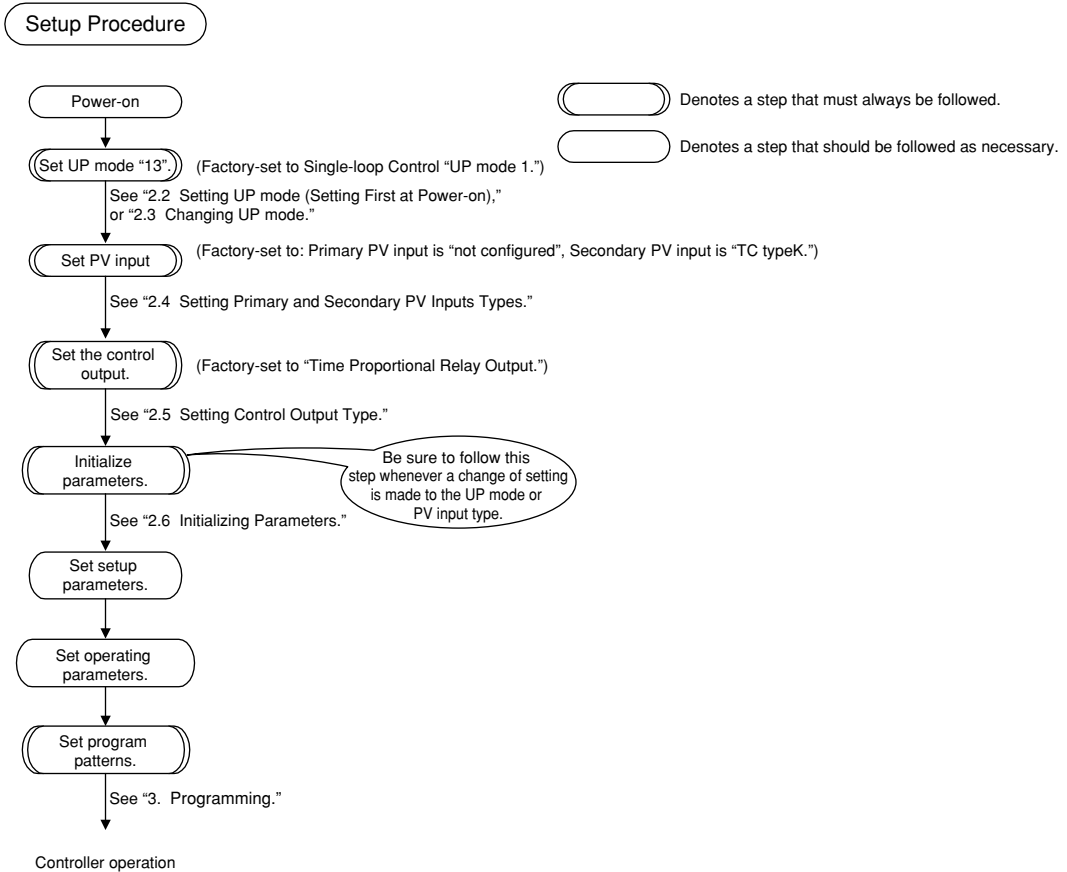 Setup Procedure
Power-on
Denotes a step that must always be followed.
Denotes a step that should be followed as necessary.
Set UP mode “13”.
(Factory-set to Single-loop Control “UP mode 1.”)
See “2.2 Setting UP mode (Setting First at Power-on),”
or “2.3 Changing UP mode.”
Set PV input
(Factory-set to: Primary PV input is “not configured”, Secondary PV input is “TC typeK.”)
See “2.4 Setting Primary and Secondary PV Inputs Types.”
Set the control
output.
(Factory-set to “Time Proportional Relay Output.”)
See “2.5 Setting Control Output Type.”
Initialize
parameters.
Be sure to follow this
step whenever a change of setting
is made to the UP mode or
PV input type.
See “2.6 Initializing Parameters.”
Set setup
parameters.
Set operating
parameters.
Set program
patterns.
See “3. Programming.”
Controller operation